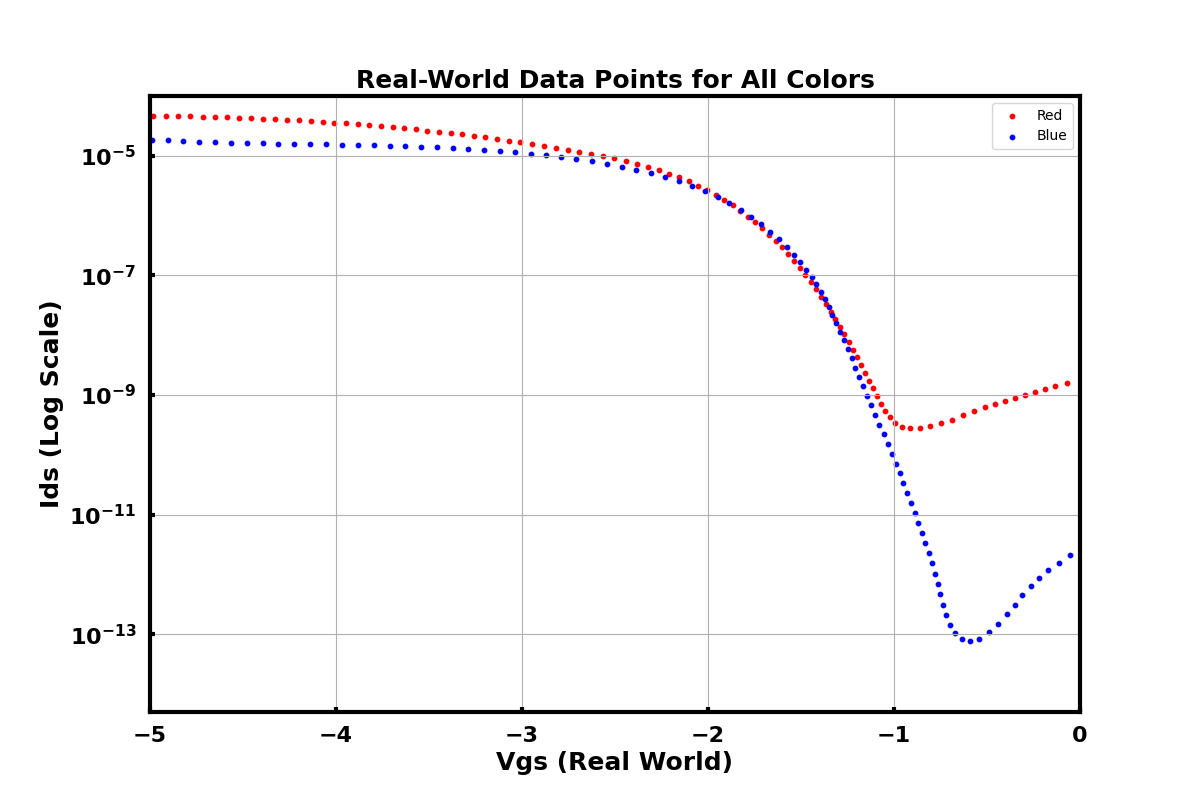 Real-World Data Points for All Colors
Red
Blue
Ids (Log Scale)
10⁻⁵
10⁻⁷
10⁻⁹
10⁻¹¹
10⁻¹³
−5 −4 −3 −2 −1 0
Vgs (Real World)